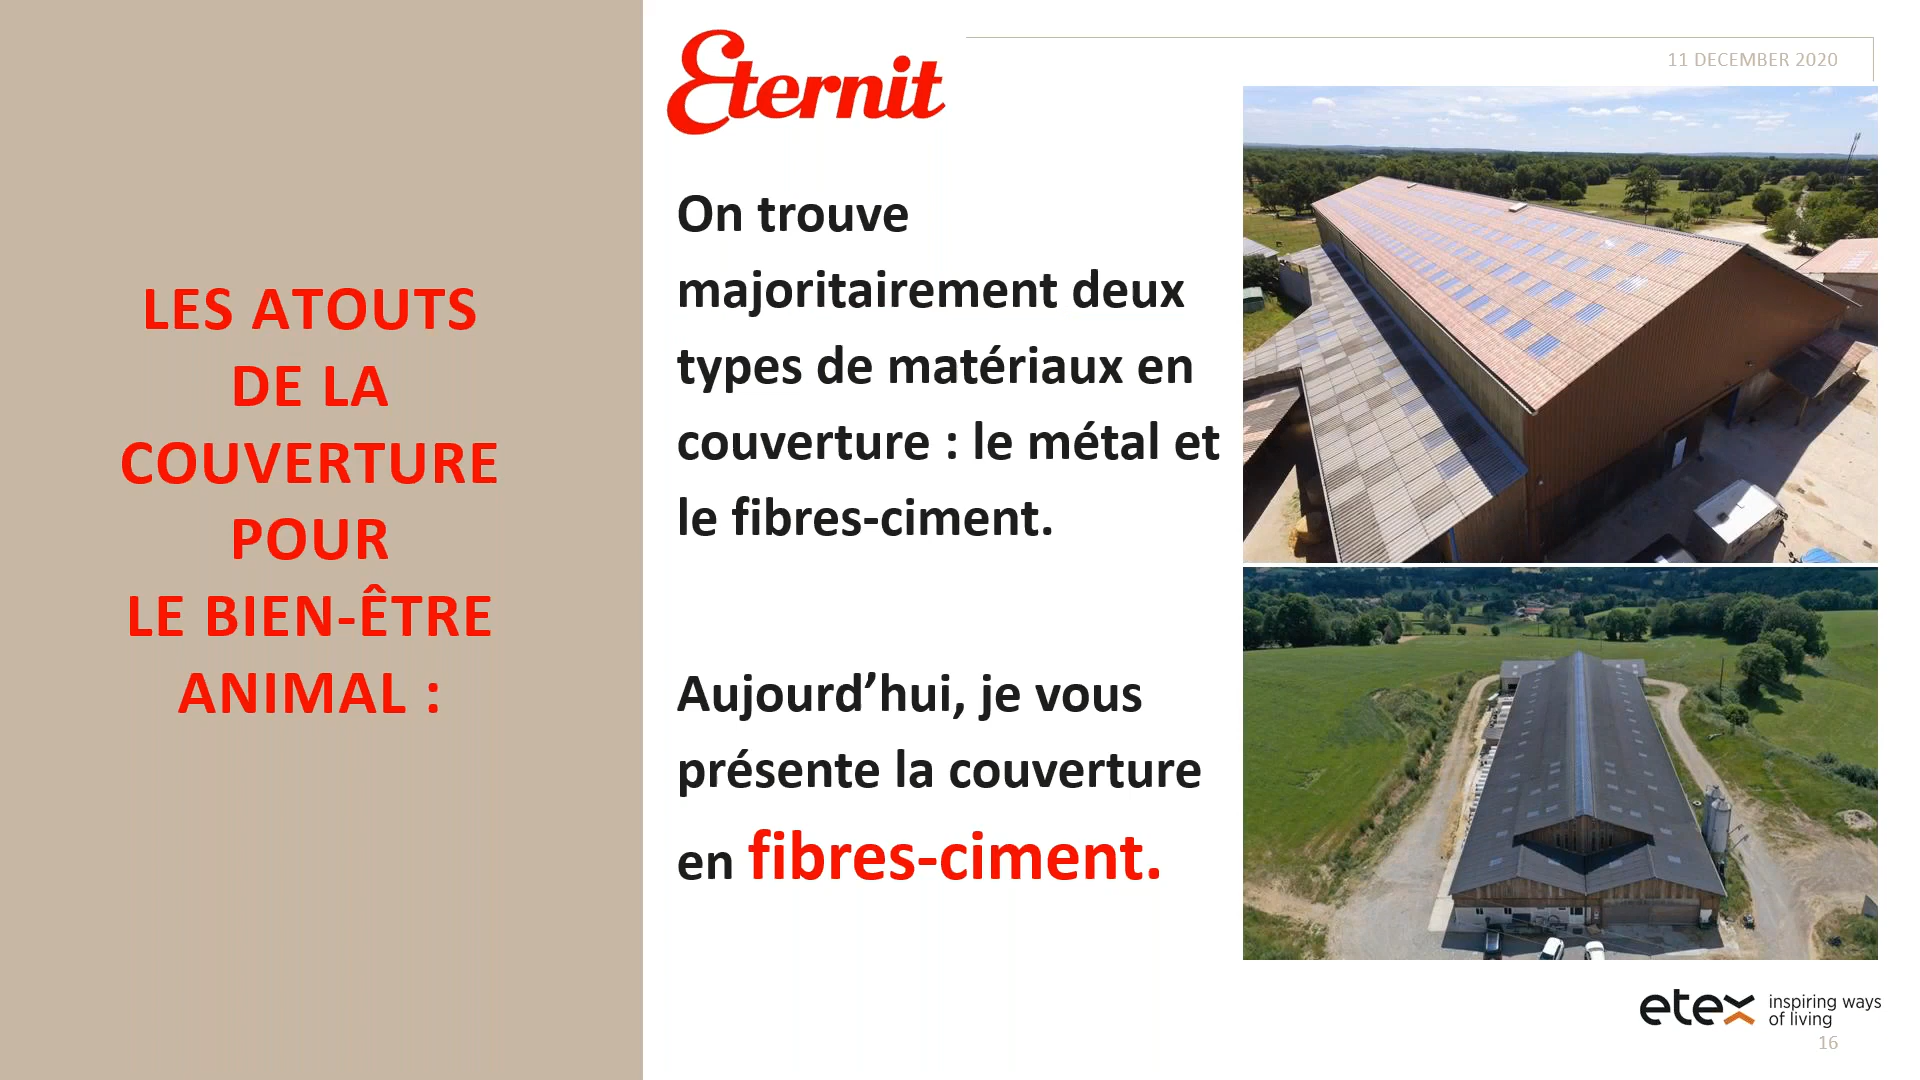 LES ATOUTS
DE LA
COUVERTURE
POUR
LE BIEN-ÊTRE
ANIMAL :
Eternit
11 DECEMBER 2020
On trouve
majoritairement deux
types de matériaux en
couverture : le métal et
le fibres-ciment.
Aujourd’hui, je vous
présente la couverture
en fibres-ciment.
etex inspiring ways
of living
16